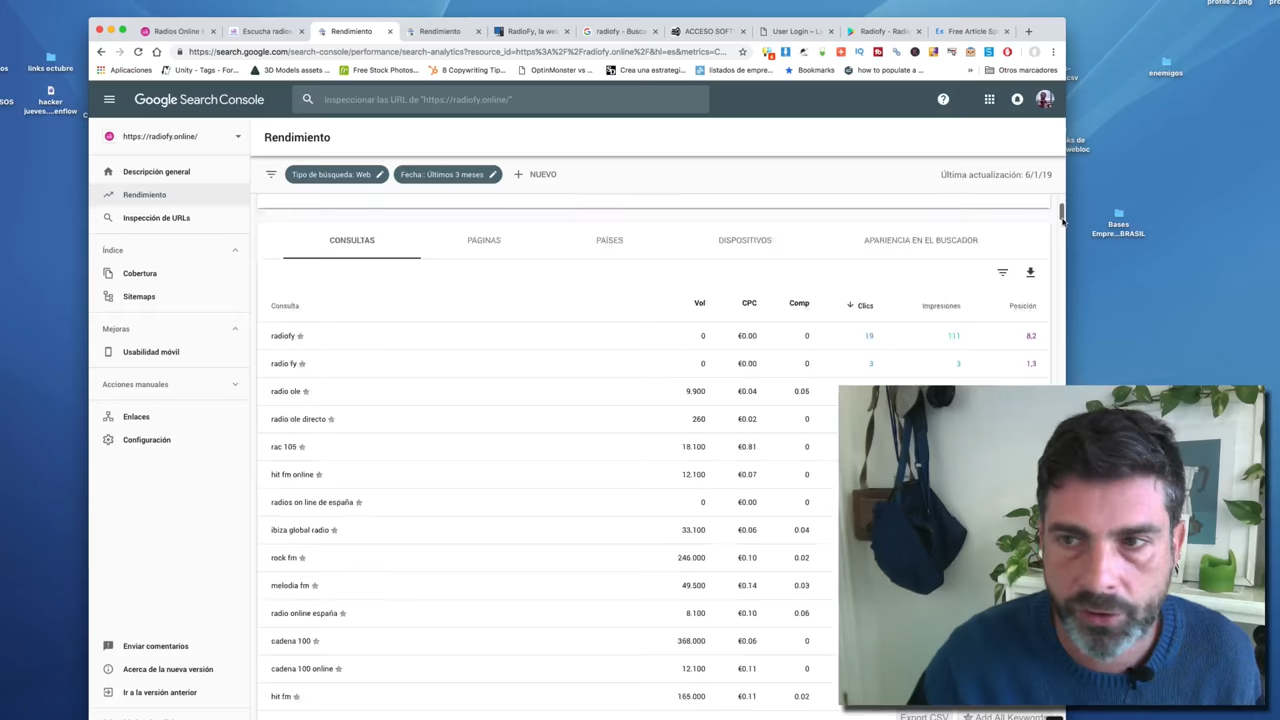 profile 2.png
Radios Online E
Escucha radios
Rendimiento
Rendimiento
RadioFy, la web
radiofy - Busca
ACCESO SOFT
User Login – L
Radiofy - Radio
Free Article Sp
links octubre
hacker
jueves....enflow
https://search.google.com/search-console/performance/search-analytics?resource_id=https%3A%2F%2Fradiofy.online%2F&hl=es&metrics=C...
Aplicaciones
Unity - Tags - For...
3D Models assets ...
Free Stock Photos...
8 Copywriting Tip...
OptinMonster vs ...
Crea una estrategi...
listados de empre...
Bookmarks
how to populate a ...
Otros marcadores
enemigos
Google Search Console
Inspeccionar las URL de "https://radiofy.online/"
https://radiofy.online/
Rendimiento
Tipo de búsqueda: Web
Fecha:: Últimos 3 meses
NUEVO
Última actualización: 6/1/19
Descripción general
Rendimiento
Inspección de URLs
Índice
Cobertura
Sitemaps
Mejoras
Usabilidad móvil
Acciones manuales
Enlaces
Configuración
Enviar comentarios
Acerca de la nueva versión
Ir a la versión anterior
Bases
Empre...BRASIL
CONSULTAS PÁGINAS PAÍSES DISPOSITIVOS APARIENCIA EN EL BUSCADOR
Consulta Vol CPC Comp Clics Impresiones Posición
radiofy 0 €0.00 0 19 111 8,2
radio fy 0 €0.00 0 3 3 1,3
radio ole 9.900 €0.04 0.05
radio ole directo 260 €0.02 0
rac 105 18.100 €0.81 0
hit fm online 12.100 €0.07 0
radios on line de españa 0 €0.00 0
ibiza global radio 33.100 €0.06 0.04
rock fm 246.000 €0.10 0.02
melodia fm 49.500 €0.14 0.03
radio online españa 8.100 €0.10 0.06
cadena 100 368.000 €0.06 0
cadena 100 online 12.100 €0.11 0
hit fm 165.000 €0.11 0.02
Export CSV
Add All Keywords